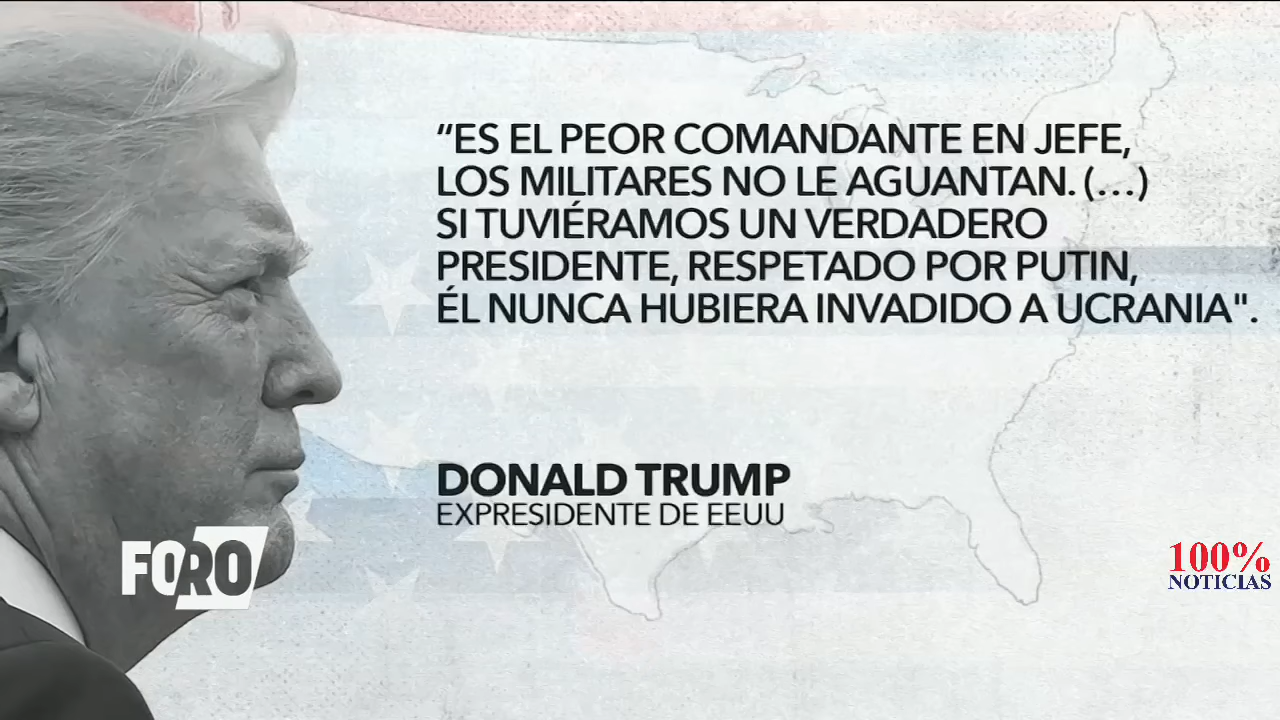 “ES EL PEOR COMANDANTE EN JEFE,
LOS MILITARES NO LE AGUANTAN. (...)
SI TUVIÉRAMOS UN VERDADERO
PRESIDENTE, RESPETADO POR PUTIN,
ÉL NUNCA HUBIERA INVADIDO A UCRANIA".
DONALD TRUMP
EXPRESIDENTE DE EEUU
FORO
100%
NOTICIAS